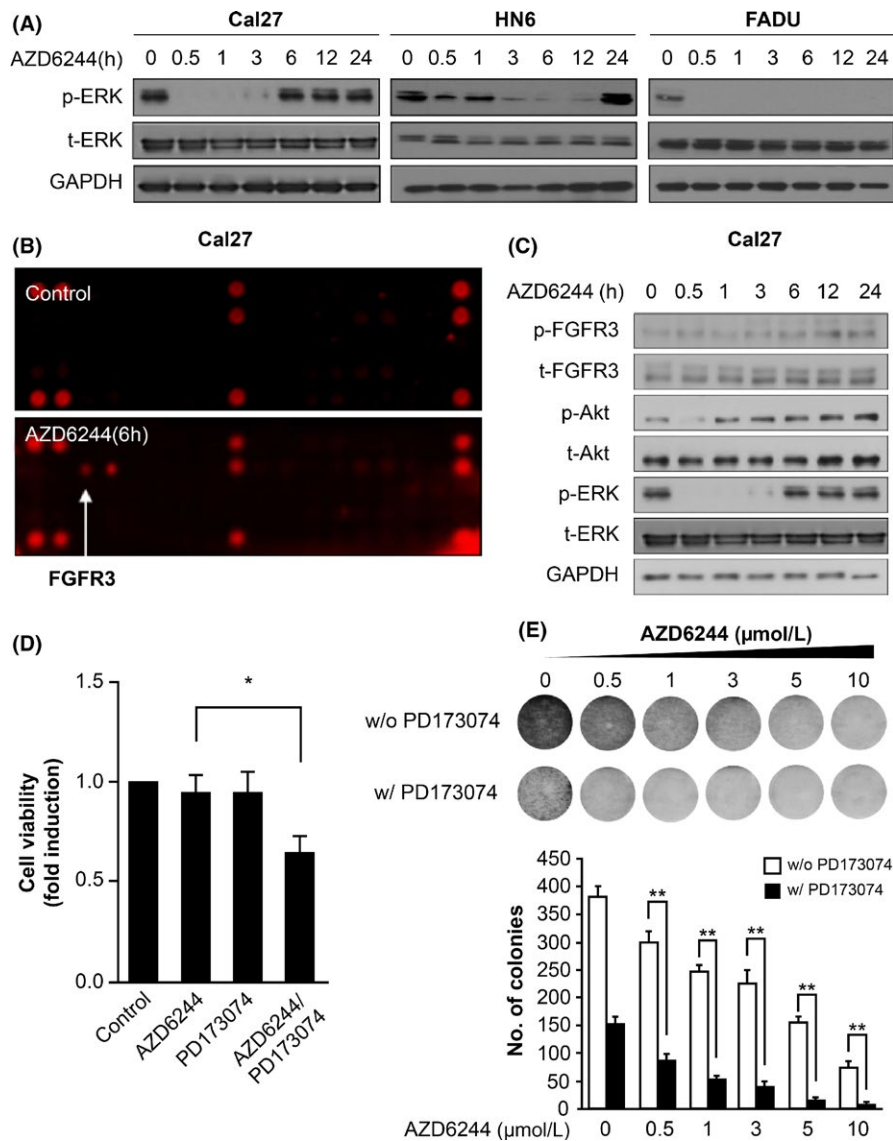 (A)
Cal27 HN6 FADU
AZD6244(h) 0 0.5 1 3 6 12 24 0 0.5 1 3 6 12 24 0 0.5 1 3 6 12 24
p-ERK
t-ERK
GAPDH
(B)
Cal27
Control
AZD6244(6h)
FGFR3
(C)
Cal27
AZD6244 (h) 0 0.5 1 3 6 12 24
p-FGFR3
t-FGFR3
p-Akt
t-Akt
p-ERK
t-ERK
GAPDH
(D)
Cell viability
(fold induction)
1.5
1.0
0.5
0.0
*
Control
AZD6244
PD173074
AZD6244/
PD173074
(E)
AZD6244 (µmol/L)
0 0.5 1 3 5 10
w/o PD173074
w/ PD173074
No. of colonies
450
400
350
300
250
200
150
100
50
0
w/o PD173074
w/ PD173074
** ** ** ** **
AZD6244 (µmol/L) 0 0.5 1 3 5 10